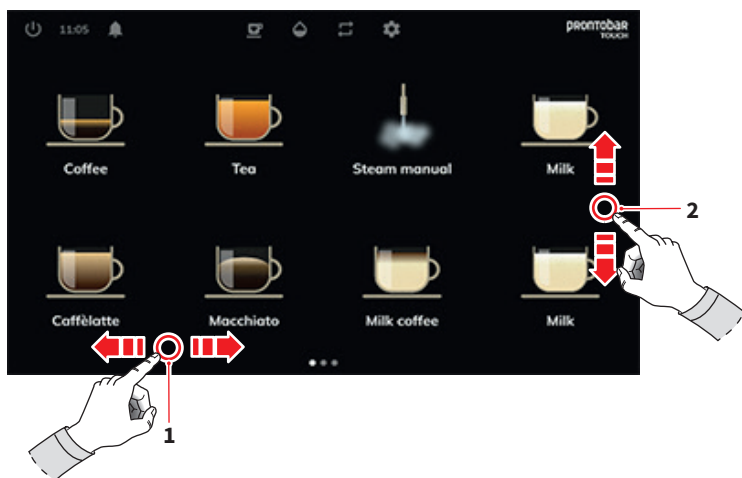 11:05
PRONTOBAR
TOUCH
Coffee
Tea
Steam manual
Milk
2
Caffèlatte
Macchiato
Milk coffee
Milk
1